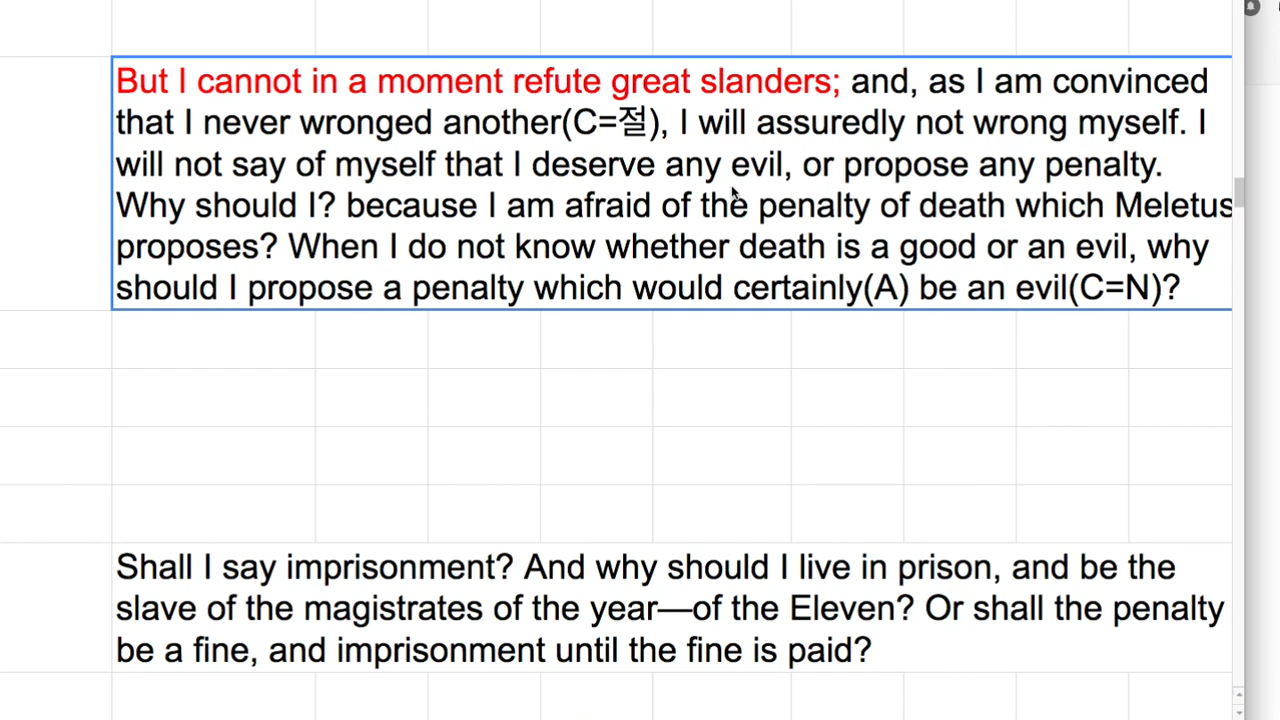 But I cannot in a moment refute great slanders; and, as I am convinced
that I never wronged another(C=절), I will assuredly not wrong myself. I
will not say of myself that I deserve any evil, or propose any penalty.
Why should I? because I am afraid of the penalty of death which Meletus
proposes? When I do not know whether death is a good or an evil, why
should I propose a penalty which would certainly(A) be an evil(C=N)?
Shall I say imprisonment? And why should I live in prison, and be the
slave of the magistrates of the year—of the Eleven? Or shall the penalty
be a fine, and imprisonment until the fine is paid?